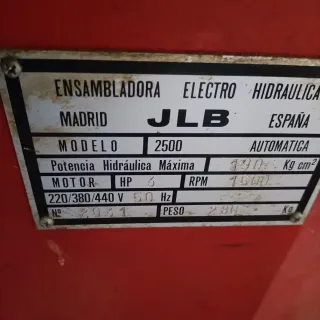 ENSAMBLADORA ELECTRO HIDRAULICA
MADRID JLB ESPAÑA
MODELO 2500 AUTOMATICA
Potencia Hidráulica Máxima Kg cm²
MOTOR HP RPM
220/380/440 V Hz
Nº PESO Kg